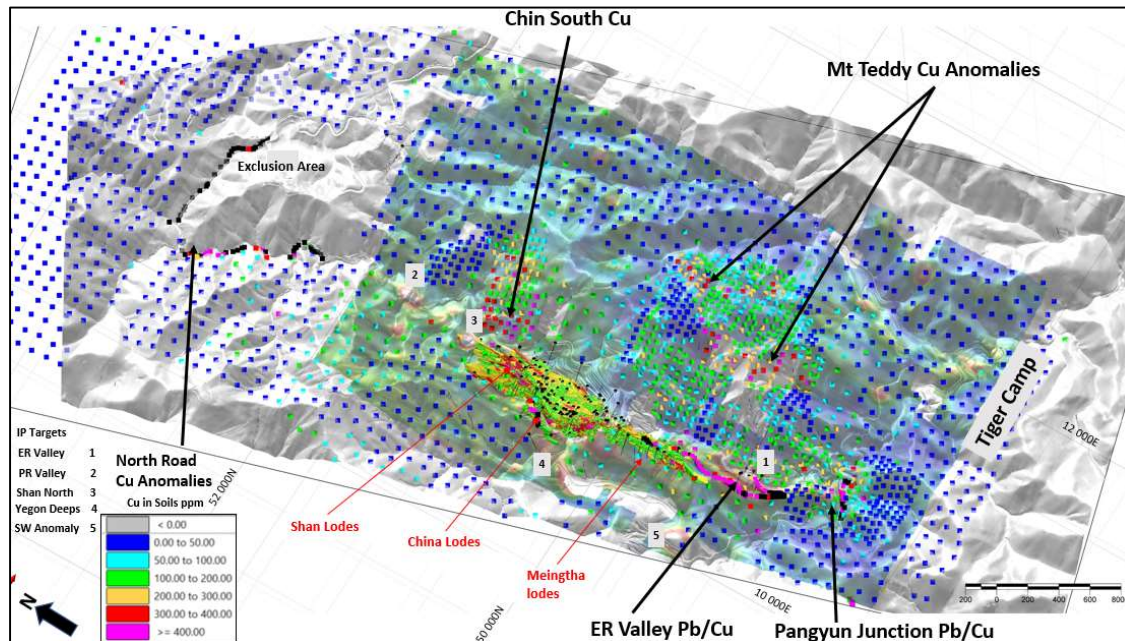 Chin South Cu
Mt Teddy Cu Anomalies
Exclusion Area
2
3
Tiger Camp
12 000E
IP Targets
ER Valley 1
PR Valley 2
Shan North 3
Yegon Deeps 4
SW Anomaly 5
North Road
Cu Anomalies
Cu in Soils ppm
< 0.00
0.00 to 50.00
50.00 to 100.00
100.00 to 200.00
200.00 to 300.00
300.00 to 400.00
>= 400.00
52 000N
4
1
5
Shan Lodes
China Lodes
Meingtha
lodes
N
10 000E
200 0 200 400 600 800
ER Valley Pb/Cu
Pangyun Junction Pb/Cu